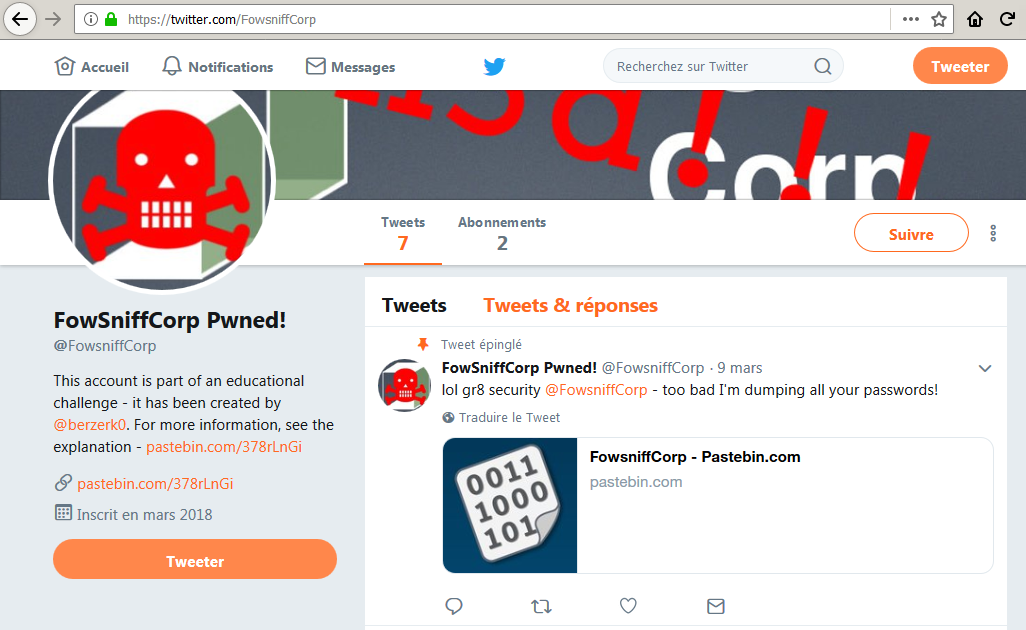 https://twitter.com/FowsniffCorp
Accueil Notifications Messages Recherchez sur Twitter Tweeter
Corp ! ! !
Tweets Abonnements
7 2
Suivre
FowSniffCorp Pwned!
@FowsniffCorp
This account is part of an educational
challenge - it has been created by
@berzerk0. For more information, see the
explanation - pastebin.com/378rLnGi
pastebin.com/378rLnGi
Inscrit en mars 2018
Tweeter
Tweets Tweets & réponses
Tweet épinglé
FowSniffCorp Pwned! @FowsniffCorp · 9 mars
lol gr8 security @FowsniffCorp - too bad I'm dumping all your passwords!
Traduire le Tweet
0011
1000
101
FowsniffCorp - Pastebin.com
pastebin.com